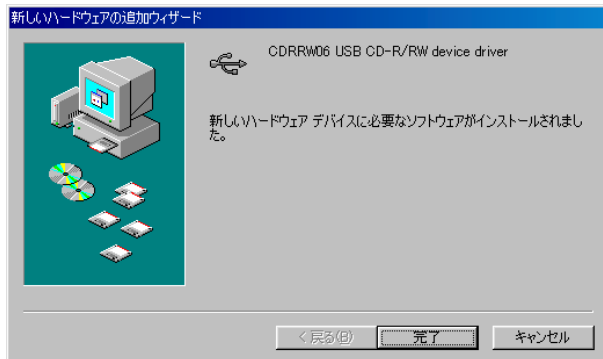 新しいハードウェアの追加ウィザード
CDRRW06 USB CD-R/RW device driver
新しいハードウェア デバイスに必要なソフトウェアがインストールされまし
た。
< 戻る(B)
完了
キャンセル